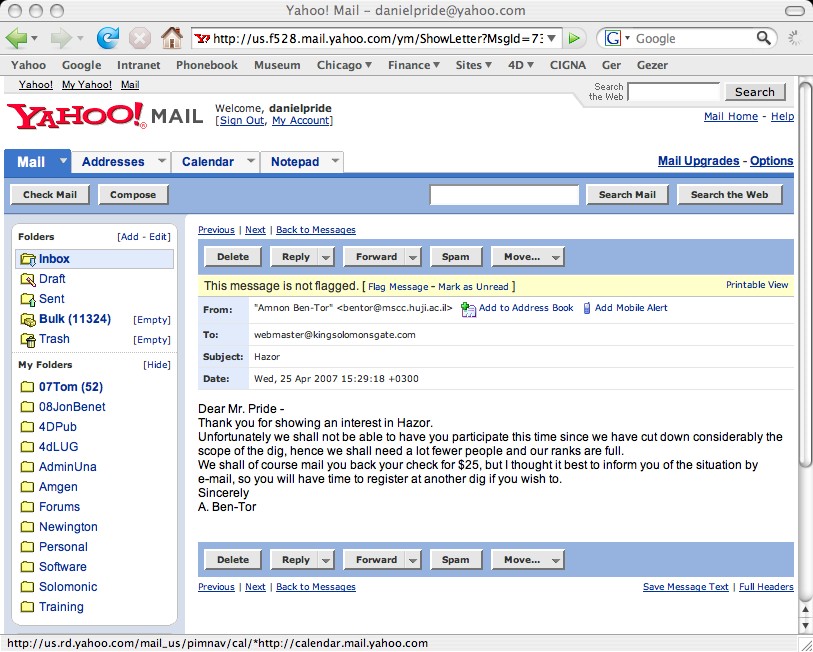 Yahoo! Mail – danielpride@yahoo.com
http://us.f528.mail.yahoo.com/ym/ShowLetter?MsgId=73 Google
Yahoo Google Intranet Phonebook Museum Chicago Finance Sites 4D CIGNA Ger Gezer
Yahoo! My Yahoo! Mail
Search the Web Search
YAHOO! MAIL
Welcome, danielpride
[Sign Out, My Account]
Mail Home - Help
Mail Addresses Calendar Notepad
Mail Upgrades - Options
Check Mail Compose Search Mail Search the Web
Folders [Add - Edit]
Inbox
Draft
Sent
Bulk (11324) [Empty]
Trash [Empty]
My Folders [Hide]
07Tom (52)
08JonBenet
4DPub
4dLUG
AdminUna
Amgen
Forums
Newington
Personal
Software
Solomonic
Training
Previous | Next | Back to Messages
Delete Reply Forward Spam Move...
This message is not flagged. [ Flag Message - Mark as Unread ] Printable View
From: "Amnon Ben-Tor" <bentor@mscc.huji.ac.il> Add to Address Book Add Mobile Alert
To: webmaster@kingsolomonsgate.com
Subject: Hazor
Date: Wed, 25 Apr 2007 15:29:18 +0300
Dear Mr. Pride -
Thank you for showing an interest in Hazor.
Unfortunately we shall not be able to have you participate this time since we have cut down considerably the
scope of the dig, hence we shall need a lot fewer people and our ranks are full.
We shall of course mail you back your check for $25, but I thought it best to inform you of the situation by
e-mail, so you will have time to register at another dig if you wish to.
Sincerely
A. Ben-Tor
Delete Reply Forward Spam Move...
Previous | Next | Back to Messages Save Message Text | Full Headers
http://us.rd.yahoo.com/mail_us/pimnav/cal/*http://calendar.mail.yahoo.com